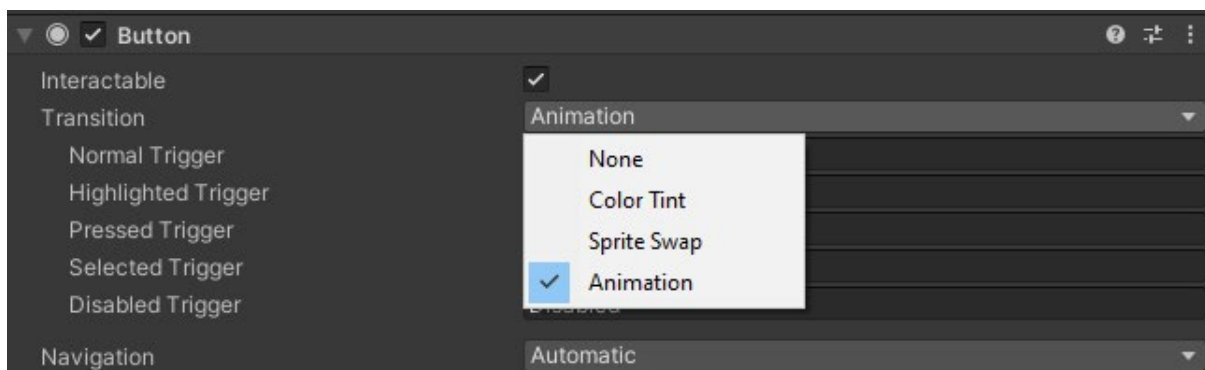 Button
Interactable
Transition Animation
Normal Trigger None
Highlighted Trigger Color Tint
Pressed Trigger Sprite Swap
Selected Trigger Animation
Disabled Trigger
Navigation Automatic